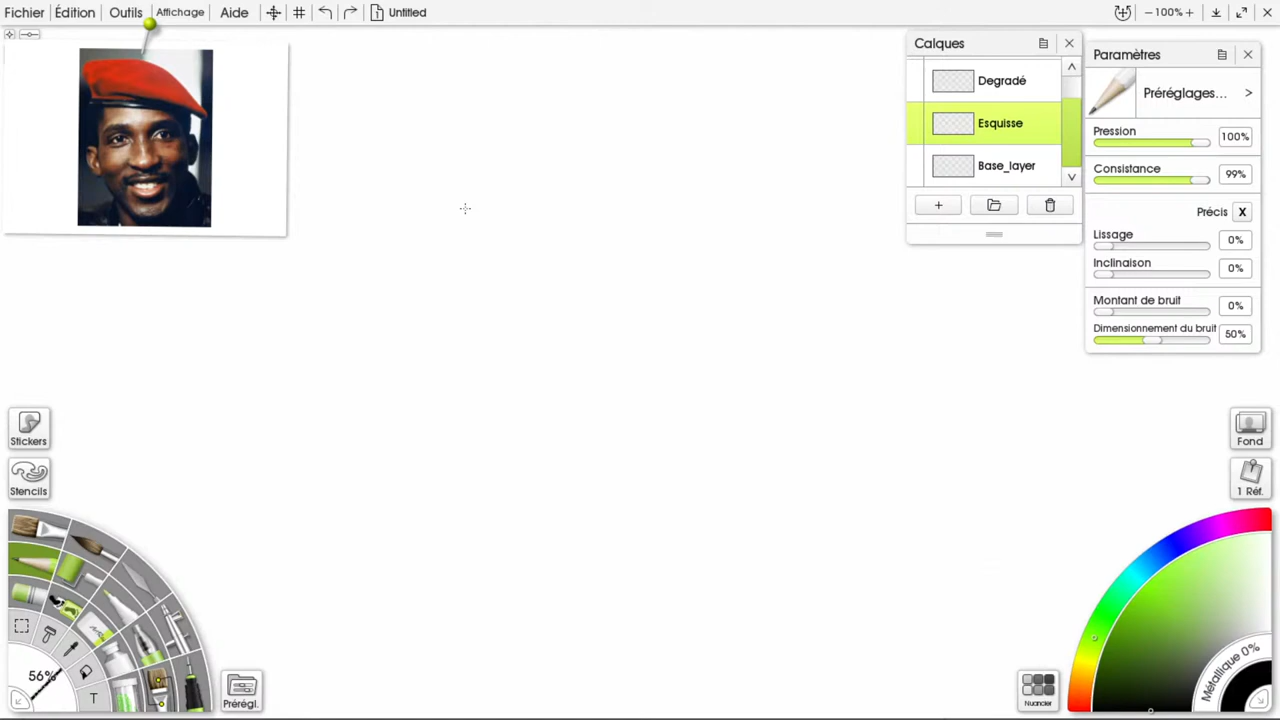 Fichier Édition Outils Affichage Aide Untitled − 100% +
Calques
Degradé
Esquisse
Base_layer
+
Paramètres
Préréglages... >
Pression 100%
Consistance 99%
Précis X
Lissage 0%
Inclinaison 0%
Montant de bruit 0%
Dimensionnement du bruit 50%
Stickers
Stencils
56%
T
Prérégl.
Fond
1 Réf.
Nuancier
Métallique 0%